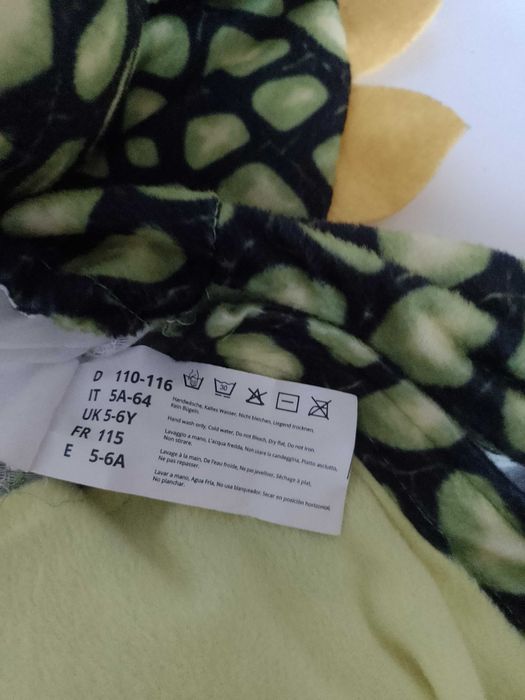 D 110-116
IT 5A-64
UK 5-6Y
FR 115
E 5-6A
30
Handwäsche, Kaltes Wasser, Nicht bleichen, Liegend trocknen,
Kein Bügeln.
Hand wash only, Cold water, Do not Bleach, Dry flat, Do not iron.
Lavaggio a mano, L'acqua fredda, Non usare la candeggina, Piatto asciutto,
Non stirare.
Lavage à la main, De l'eau froide, Ne pas javelliser, Séchage à plat,
Ne pas repasser.
Lavar a mano, Agua Fría, No usa blanqueador, Secar en posición horizontal,
No planchar.